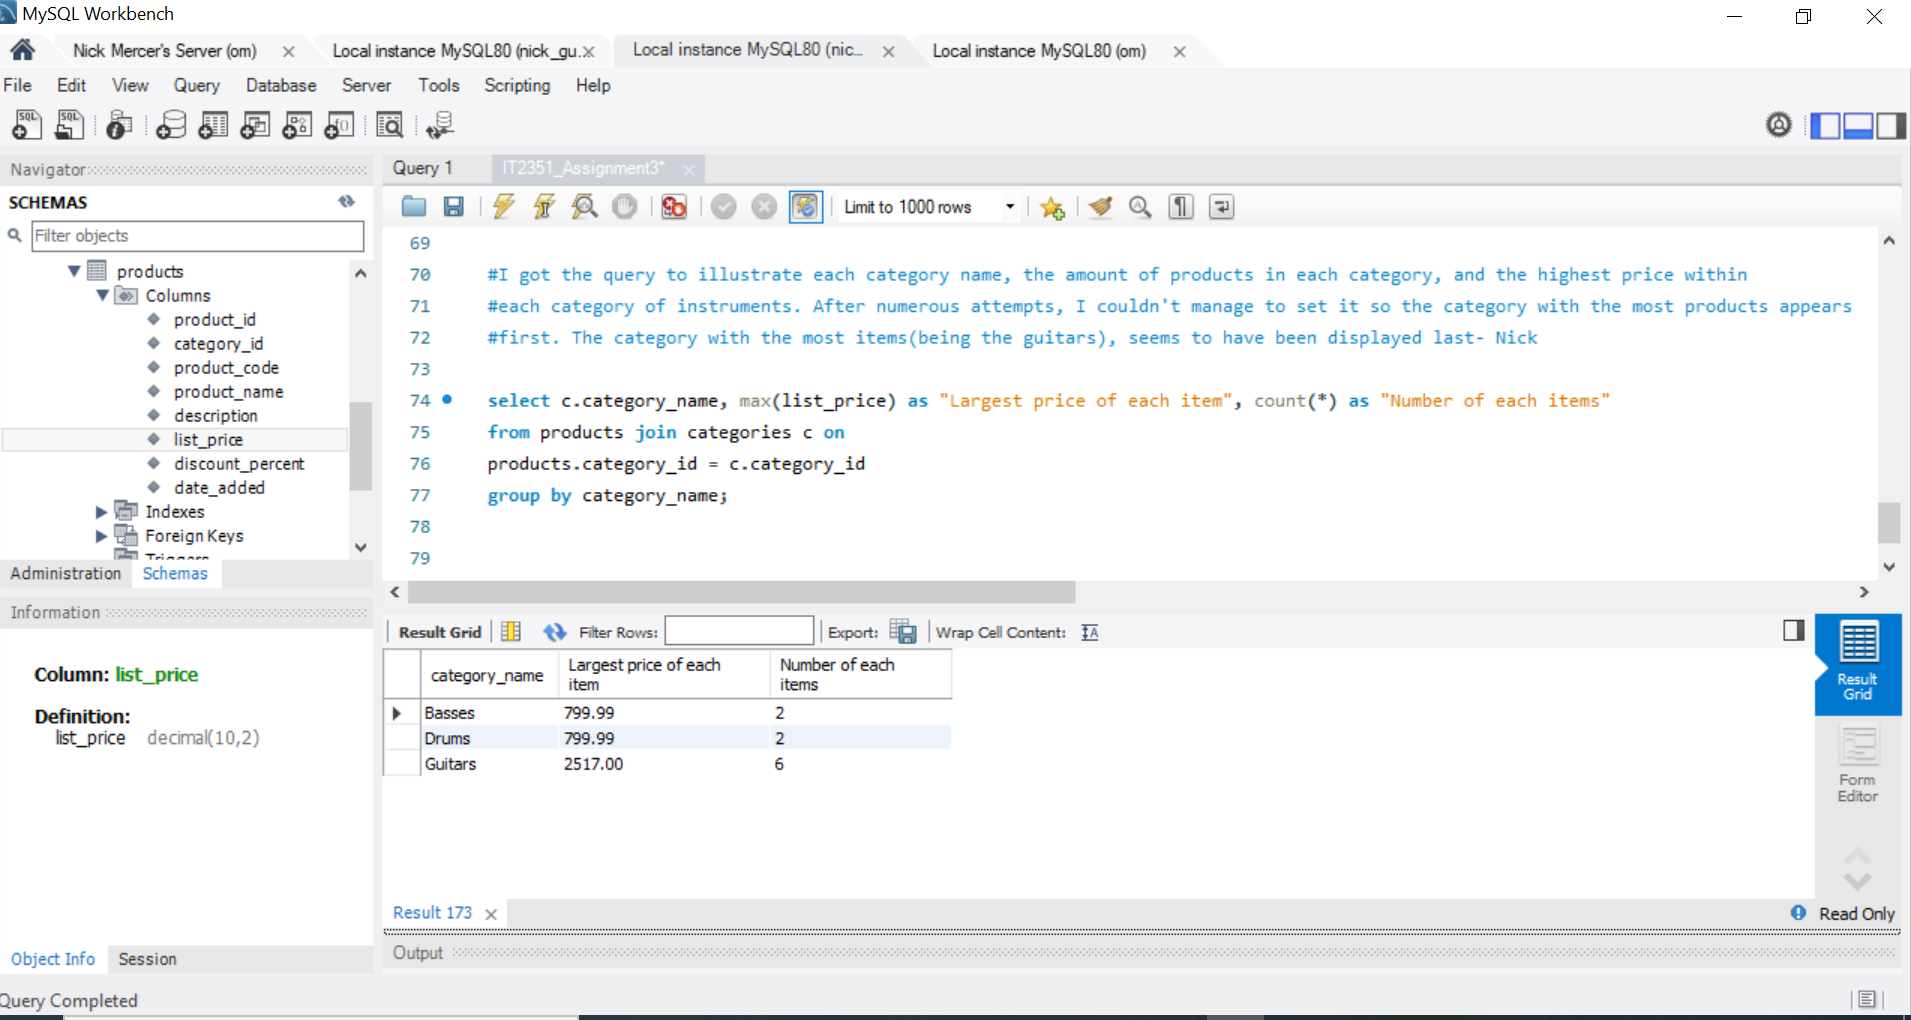 MySQL Workbench
Nick Mercer's Server (om)
Local instance MySQL80 (nick_gu.
Local instance MySQL80 (nic...
Local instance MySQL80 (om)
File Edit View Query Database Server Tools Scripting Help
Navigator
SCHEMAS
Filter objects
products
Columns
product_id
category_id
product_code
product_name
description
list_price
discount_percent
date_added
Indexes
Foreign Keys
Triggers
Administration Schemas
Information
Column: list_price
Definition:
list_price decimal(10,2)
Object Info Session
Query Completed
Query 1 IT2351_Assignment3*
Limit to 1000 rows
69
70 #I got the query to illustrate each category name, the amount of products in each category, and the highest price within
71 #each category of instruments. After numerous attempts, I couldn't manage to set it so the category with the most products appears
72 #first. The category with the most items(being the guitars), seems to have been displayed last- Nick
73
74 select c.category_name, max(list_price) as "Largest price of each item", count(*) as "Number of each items"
75 from products join categories c on
76 products.category_id = c.category_id
77 group by category_name;
78
79
Result Grid Filter Rows: Export: Wrap Cell Content:
category_name Largest price of each item Number of each items
Basses 799.99 2
Drums 799.99 2
Guitars 2517.00 6
Result Grid
Form Editor
Result 173
Read Only
Output